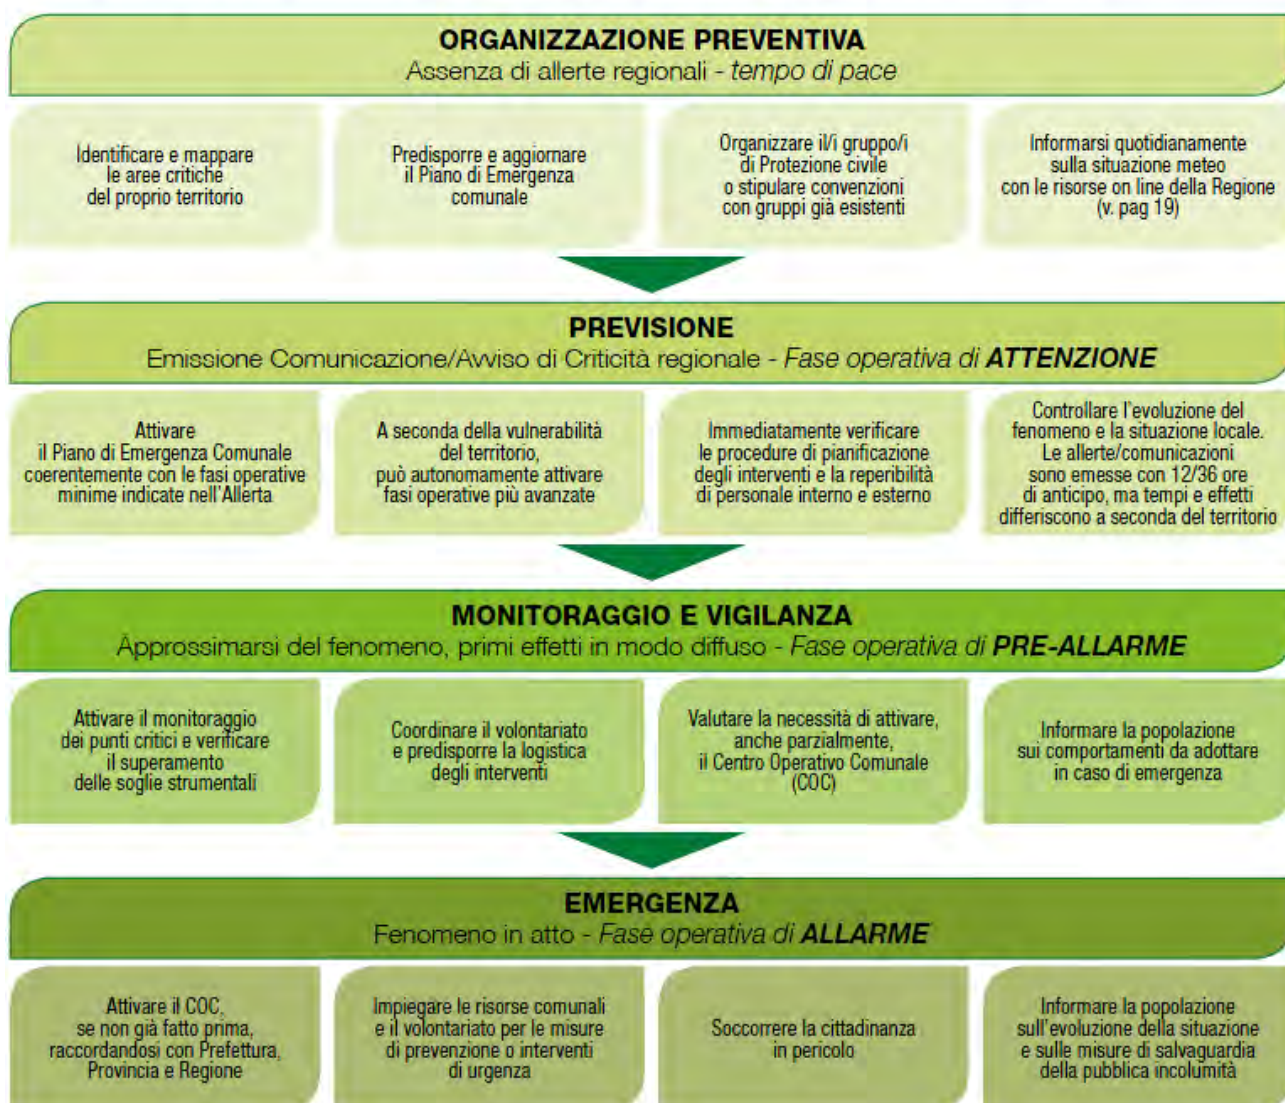 ORGANIZZAZIONE PREVENTIVA
Assenza di allerte regionali - tempo di pace
Identificare e mappare
le aree critiche
del proprio territorio
Predisporre e aggiornare
il Piano di Emergenza
comunale
Organizzare il/i gruppo/i
di Protezione civile
o stipulare convenzioni
con gruppi già esistenti
Informarsi quotidianamente
sulla situazione meteo
con le risorse on line della Regione
(v. pag 19)
PREVISIONE
Emissione Comunicazione/Avviso di Criticità regionale - Fase operativa di ATTENZIONE
Attivare
il Piano di Emergenza Comunale
coerentemente con le fasi operative
minime indicate nell'Allerta
A seconda della vulnerabilità
del territorio,
può autonomamente attivare
fasi operative più avanzate
Immediatamente verificare
le procedure di pianificazione
degli interventi e la reperibilità
di personale interno e esterno
Controllare l'evoluzione del
fenomeno e la situazione locale.
Le allerte/comunicazioni
sono emesse con 12/36 ore
di anticipo, ma tempi e effetti
differiscono a seconda del territorio
MONITORAGGIO E VIGILANZA
Approssimarsi del fenomeno, primi effetti in modo diffuso - Fase operativa di PRE-ALLARME
Attivare il monitoraggio
dei punti critici e verificare
il superamento
delle soglie strumentali
Coordinare il volontariato
e predisporre la logistica
degli interventi
Valutare la necessità di attivare,
anche parzialmente,
il Centro Operativo Comunale
(COC)
Informare la popolazione
sui comportamenti da adottare
in caso di emergenza
EMERGENZA
Fenomeno in atto - Fase operativa di ALLARME
Attivare il COC,
se non già fatto prima,
raccordandosi con Prefettura,
Provincia e Regione
Impiegare le risorse comunali
e il volontariato per le misure
di prevenzione o interventi
di urgenza
Soccorrere la cittadinanza
in pericolo
Informare la popolazione
sull'evoluzione della situazione
e sulle misure di salvaguardia
della pubblica incolumità